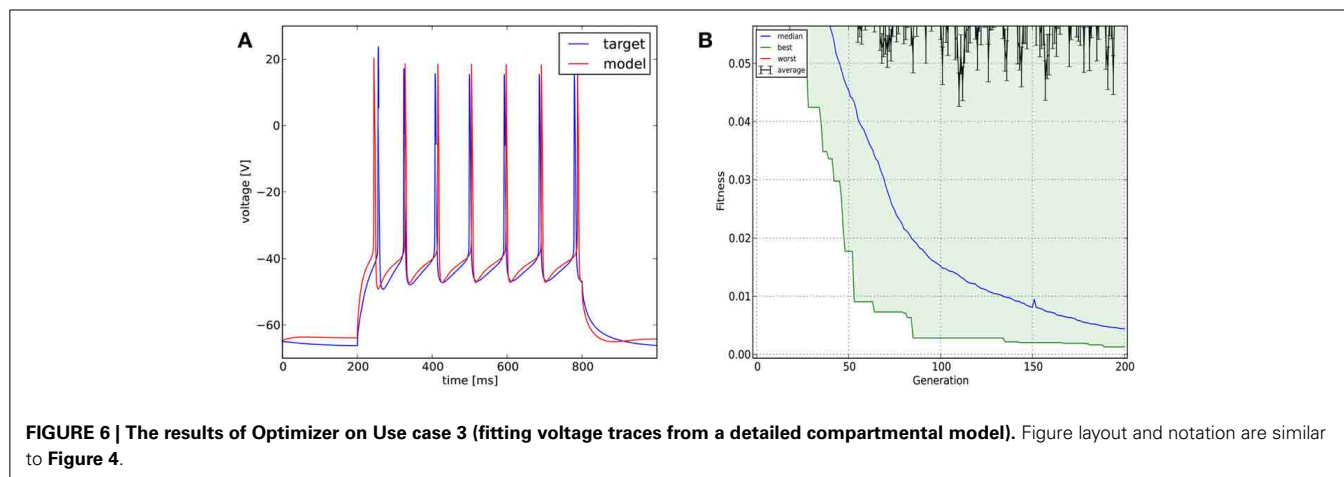 A
target
model
20
0
−20
−40
−60
voltage [V]
0
200
400
600
800
time [ms]
B
median
best
worst
average
0.05
0.04
0.03
0.02
0.01
0.00
Fitness
0
50
100
150
200
Generation
FIGURE 6 | The results of Optimizer on Use case 3 (fitting voltage traces from a detailed compartmental model). Figure layout and notation are similar
to Figure 4.